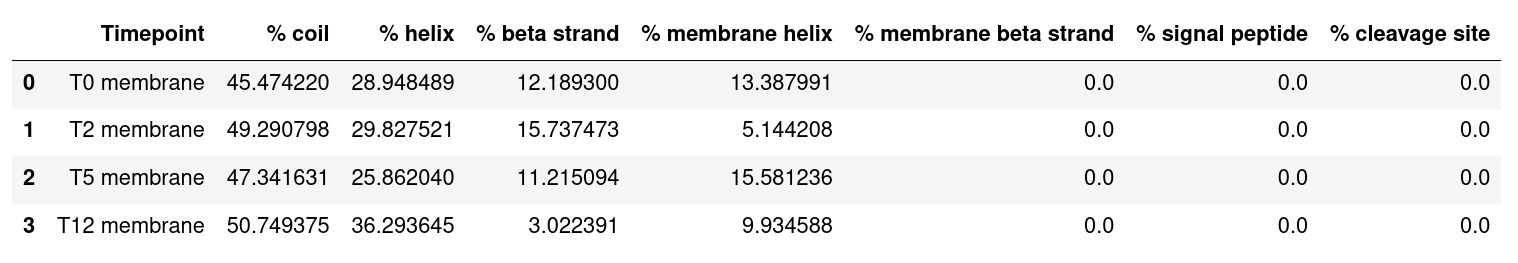 Timepoint % coil % helix % beta strand % membrane helix % membrane beta strand % signal peptide % cleavage site
0 T0 membrane 45.474220 28.948489 12.189300 13.387991 0.0 0.0 0.0
1 T2 membrane 49.290798 29.827521 15.737473 5.144208 0.0 0.0 0.0
2 T5 membrane 47.341631 25.862040 11.215094 15.581236 0.0 0.0 0.0
3 T12 membrane 50.749375 36.293645 3.022391 9.934588 0.0 0.0 0.0